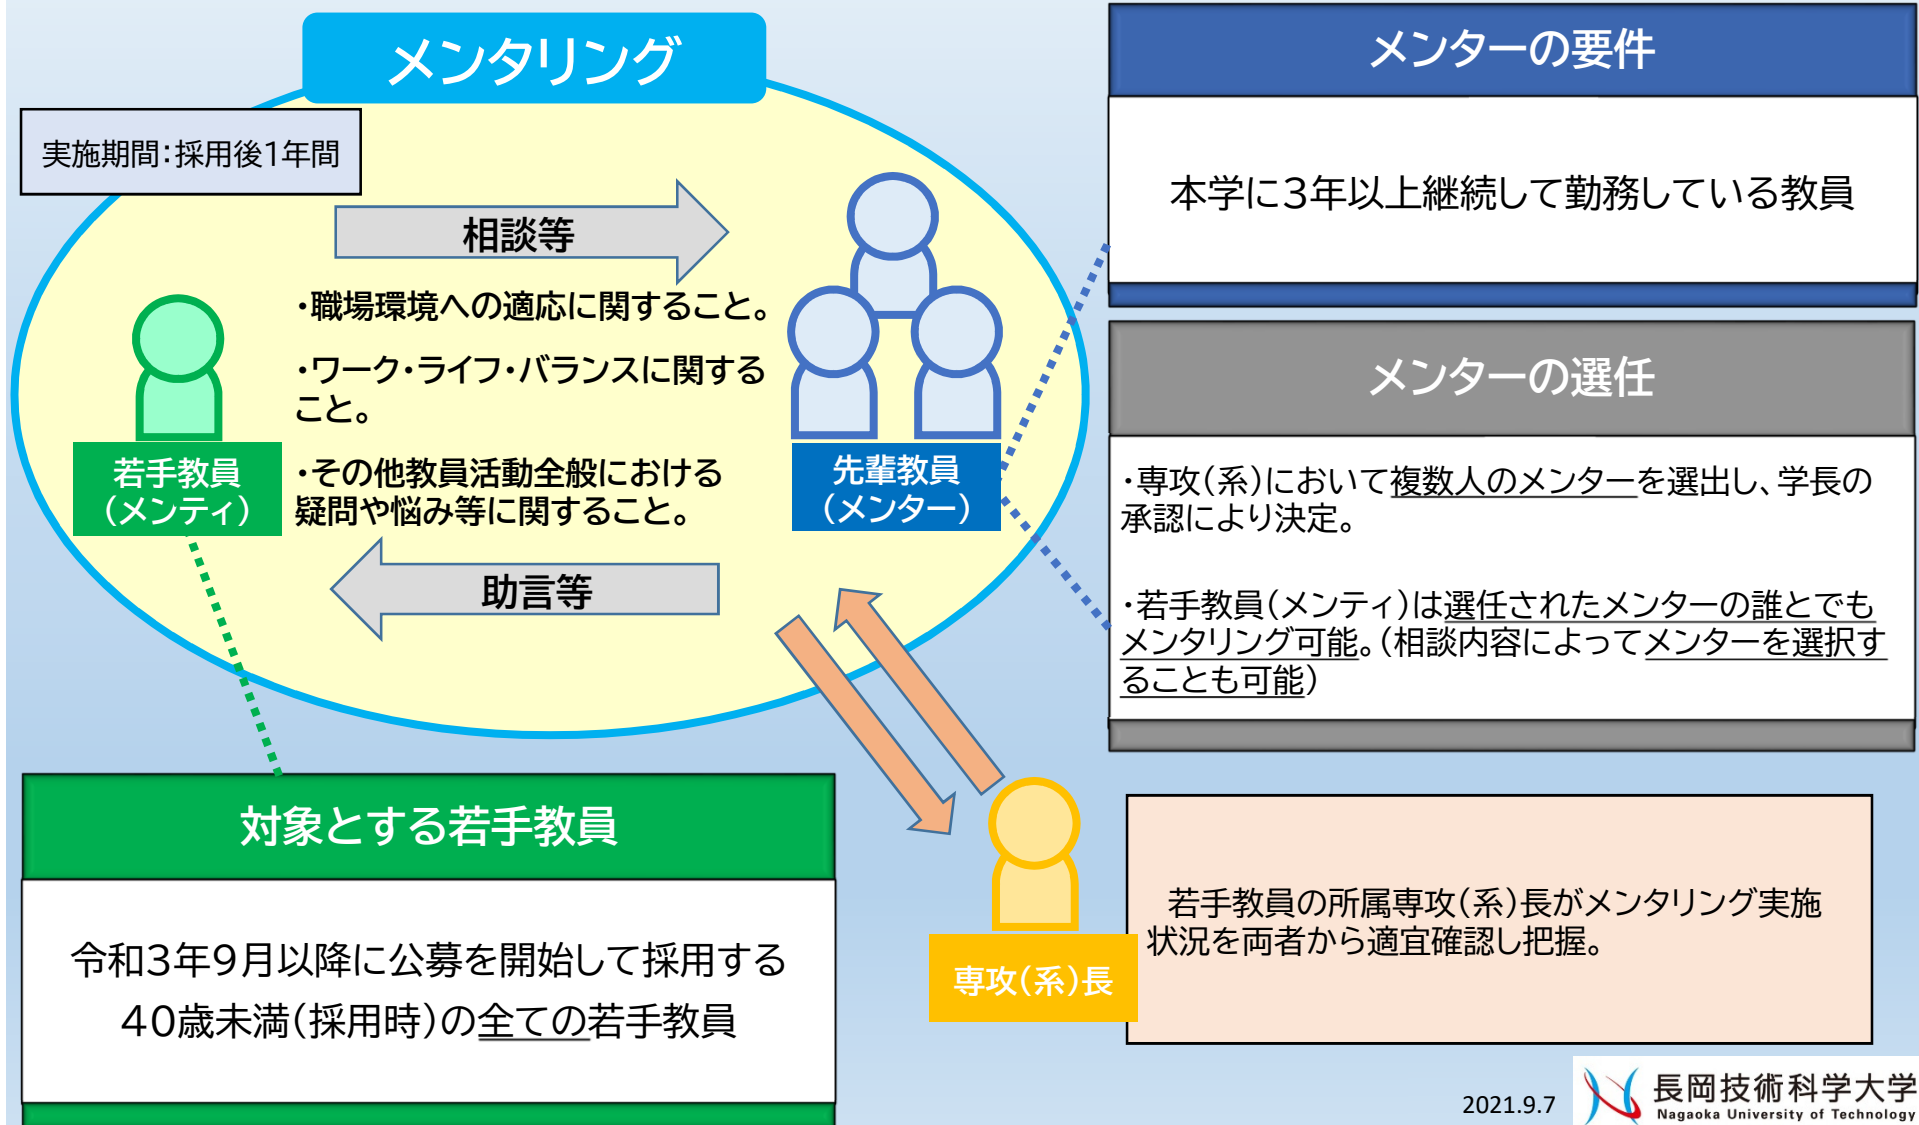 メンタリング
実施期間：採用後1年間
相談等
・職場環境への適応に関すること。
・ワーク・ライフ・バランスに関する
こと。
・その他教員活動全般における
疑問や悩み等に関すること。
助言等
若手教員
（メンティ）
先輩教員
（メンター）
メンターの要件
本学に3年以上継続して勤務している教員
メンターの選任
・専攻（系）において複数人のメンターを選出し、学長の
承認により決定。
・若手教員（メンティ）は選任されたメンターの誰とでも
メンタリング可能。（相談内容によってメンターを選択す
ることも可能）
対象とする若手教員
令和3年9月以降に公募を開始して採用する
40歳未満（採用時）の全ての若手教員
専攻（系）長
若手教員の所属専攻（系）長がメンタリング実施
状況を両者から適宜確認し把握。
2021.9.7
長岡技術科学大学
Nagaoka University of Technology